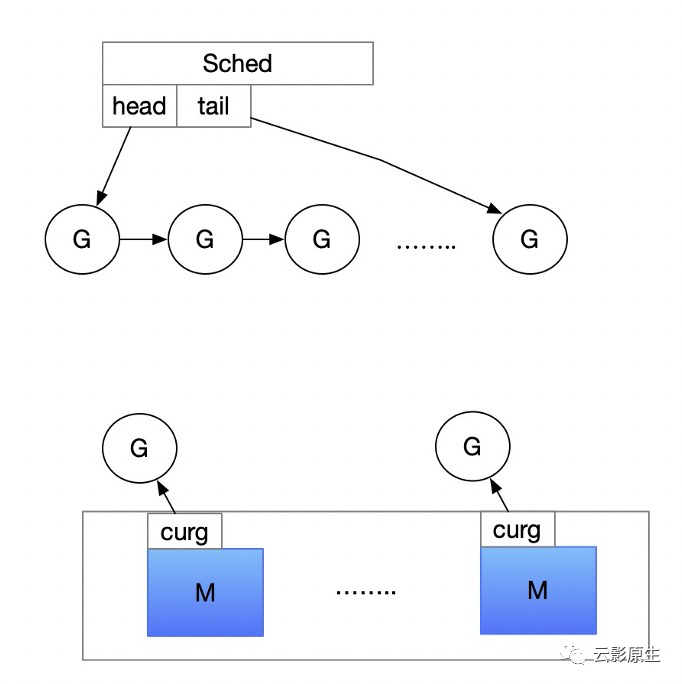 Sched
head tail
G G G ........ G
G G
curg curg
M ........ M
云影原生